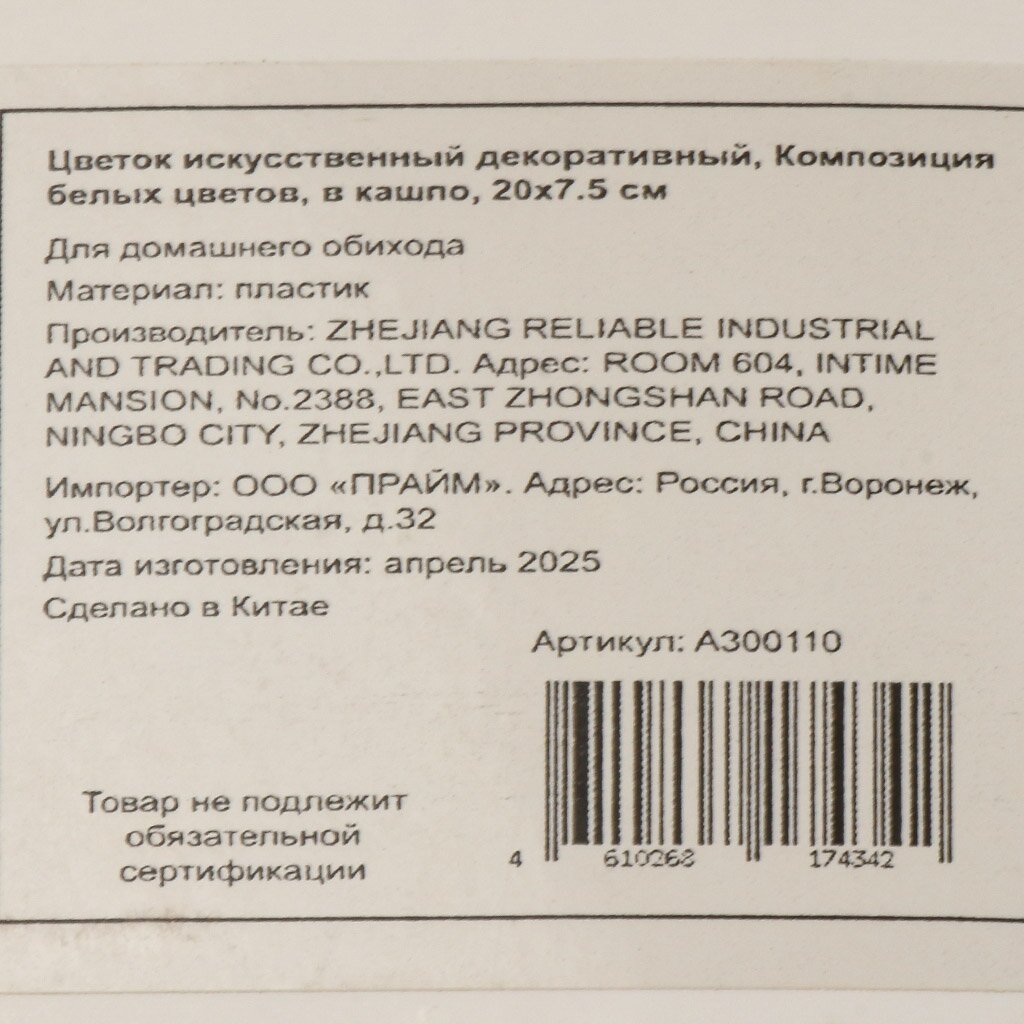 Цветок искусственный декоративный, Композиция
белых цветов, в кашпо, 20x7.5 см
Для домашнего обихода
Материал: пластик
Производитель: ZHEJIANG RELIABLE INDUSTRIAL
AND TRADING CO.,LTD. Адрес: ROOM 604, INTIME
MANSION, No.2388, EAST ZHONGSHAN ROAD,
NINGBO CITY, ZHEJIANG PROVINCE, CHINA
Импортер: ООО «ПРАЙМ». Адрес: Россия, г.Воронеж,
ул.Волгоградская, д.32
Дата изготовления: апрель 2025
Сделано в Китае
Артикул: A300110
Товар не подлежит
обязательной
сертификации
4 610268 174342